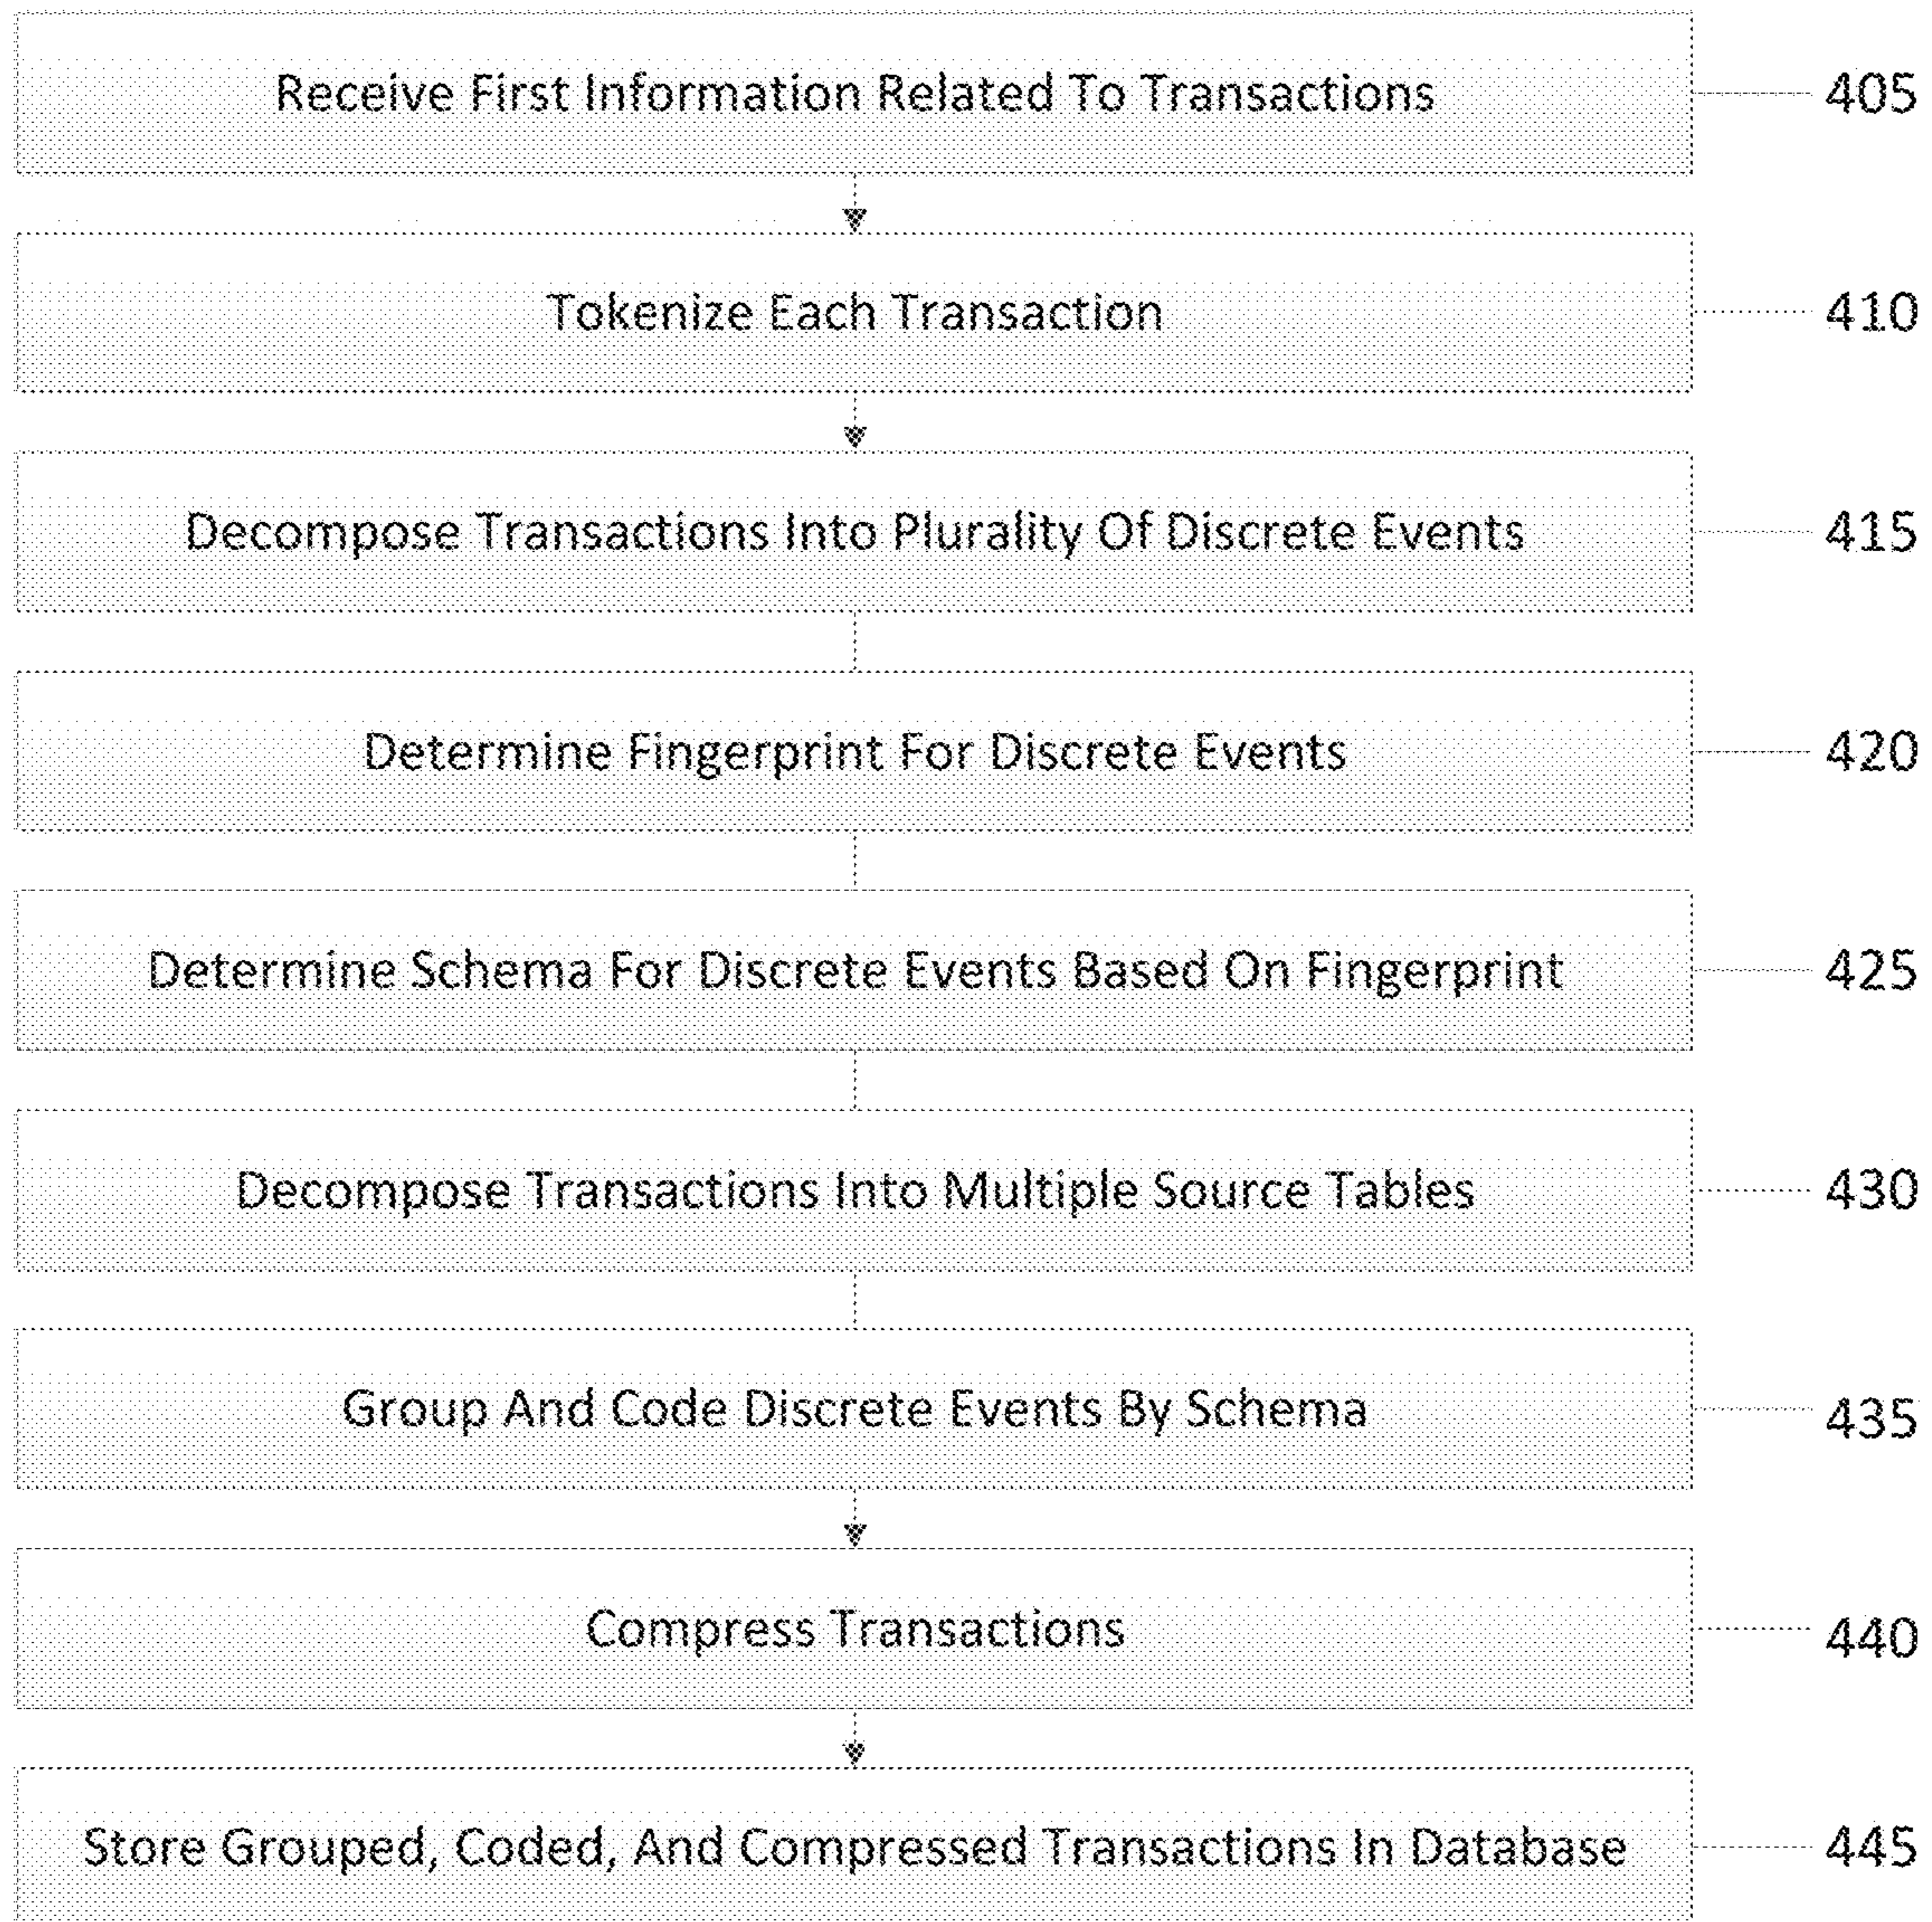 Receive First Information Related To Transactions 405
Tokenize Each Transaction 410
Decompose Transactions Into Plurality Of Discrete Events 415
Determine Fingerprint For Discrete Events 420
Determine Schema For Discrete Events Based On Fingerprint 425
Decompose Transactions Into Multiple Source Tables 430
Group And Code Discrete Events By Schema 435
Compress Transactions 440
Store Grouped, Coded, And Compressed Transactions In Database 445